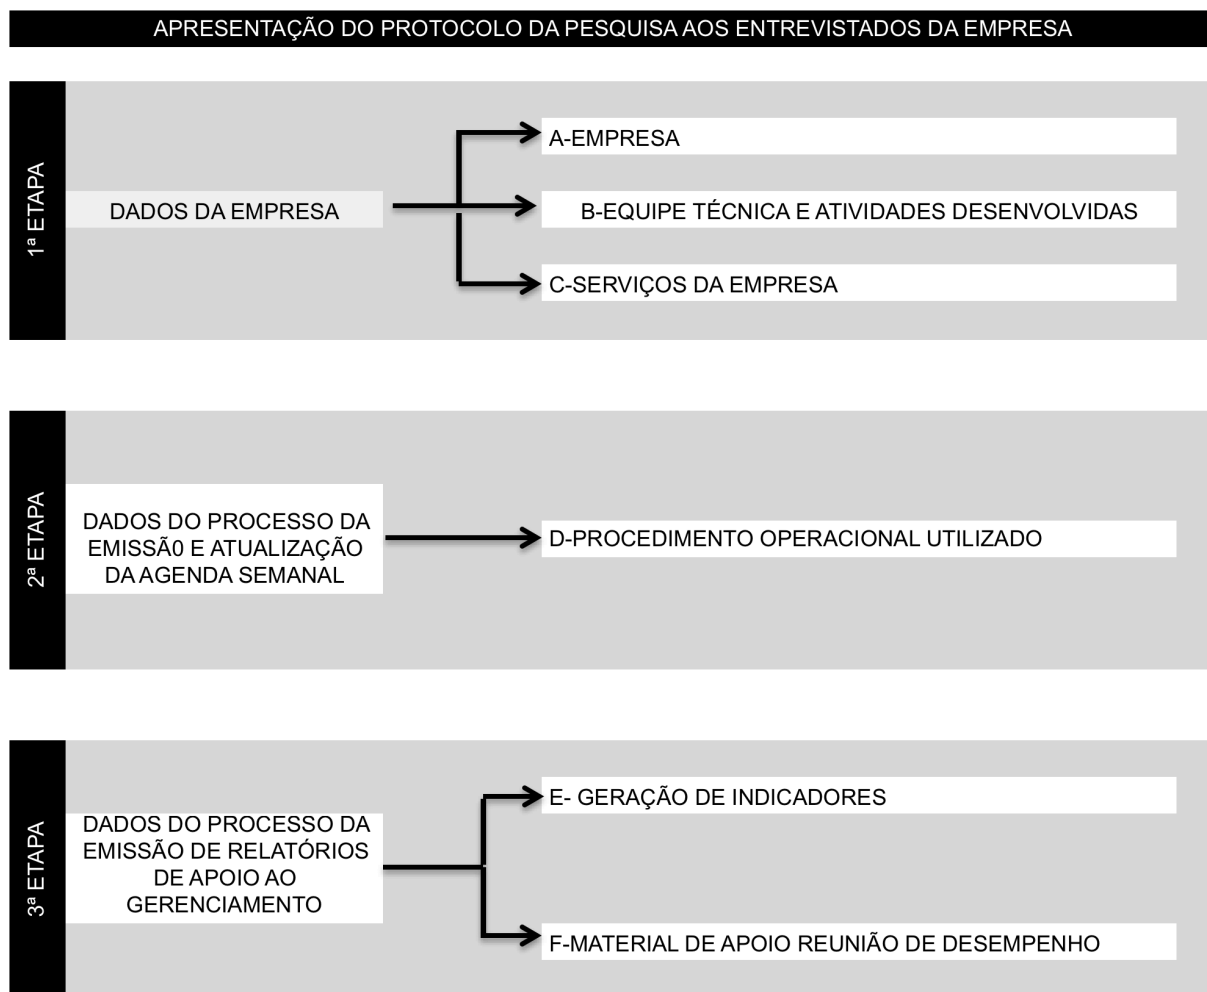 APRESENTAÇÃO DO PROTOCOLO DA PESQUISA AOS ENTREVISTADOS DA EMPRESA
1ª ETAPA
DADOS DA EMPRESA
A-EMPRESA
B-EQUIPE TÉCNICA E ATIVIDADES DESENVOLVIDAS
C-SERVIÇOS DA EMPRESA
2ª ETAPA
DADOS DO PROCESSO DA
EMISSÃ0 E ATUALIZAÇÃO
DA AGENDA SEMANAL
D-PROCEDIMENTO OPERACIONAL UTILIZADO
3ª ETAPA
DADOS DO PROCESSO DA
EMISSÃO DE RELATÓRIOS
DE APOIO AO
GERENCIAMENTO
E- GERAÇÃO DE INDICADORES
F-MATERIAL DE APOIO REUNIÃO DE DESEMPENHO